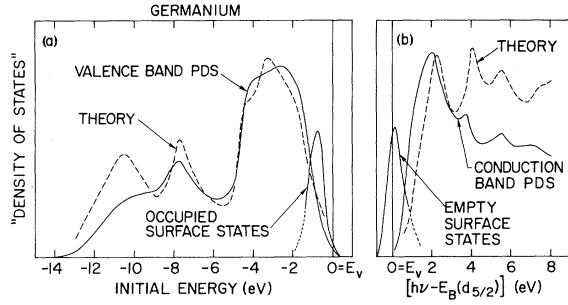 GERMANIUM
"DENSITY OF STATES"
(a)
VALENCE BAND PDS
THEORY
OCCUPIED
SURFACE STATES
-14 -12 -10 -8 -6 -4 -2 0=Ev
INITIAL ENERGY (eV)
(b)
THEORY
CONDUCTION
BAND PDS
EMPTY
SURFACE
STATES
0=Ev 4 8
[hν-EB(d5/2)] (eV)